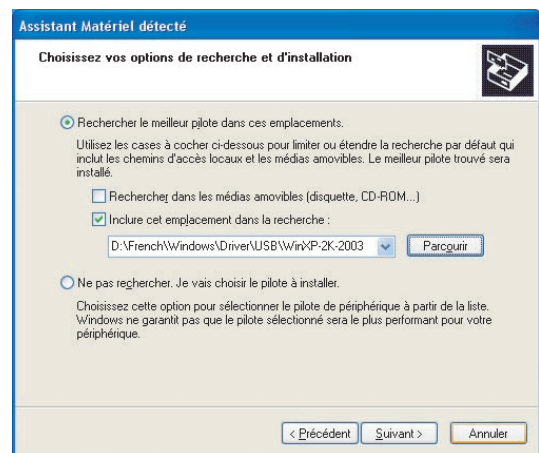 Assistant Matériel détecté
Choisissez vos options de recherche et d'installation
Rechercher le meilleur pilote dans ces emplacements.
Utilisez les cases à cocher ci-dessous pour limiter ou étendre la recherche par défaut qui
inclut les chemins d'accès locaux et les médias amovibles. Le meilleur pilote trouvé sera
installé.
Rechercher dans les médias amovibles (disquette, CD-ROM...)
Inclure cet emplacement dans la recherche :
D:\French\Windows\Driver\USB\WinXP-2K-2003
Parcourir
Ne pas rechercher. Je vais choisir le pilote à installer.
Choisissez cette option pour sélectionner le pilote de périphérique à partir de la liste.
Windows ne garantit pas que le pilote sélectionné sera le plus performant pour votre
périphérique.
< Précédent Suivant > Annuler